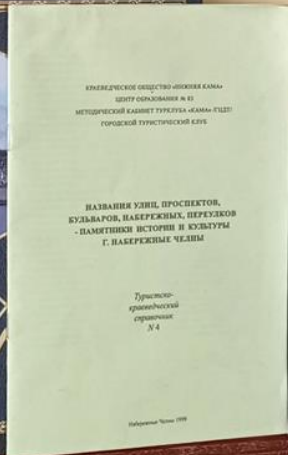 КРАЕВЕДЧЕСКОЕ ОБЩЕСТВО «НИЖНЯЯ КАМА»
ЦЕНТР ОБРАЗОВАНИЯ № 83
МЕТОДИЧЕСКИЙ КАБИНЕТ ТУРКЛУБА «КАМА»
ГОРОДСКОЙ ТУРИСТИЧЕСКИЙ КЛУБ
НАЗВАНИЯ УЛИЦ, ПРОСПЕКТОВ,
БУЛЬВАРОВ, НАБЕРЕЖНЫХ, ПЕРЕУЛКОВ
- ПАМЯТНИКИ ИСТОРИИ И КУЛЬТУРЫ
Г. НАБЕРЕЖНЫЕ ЧЕЛНЫ
Туристско-
краеведческий
справочник
N 4
Набережные Челны 1999